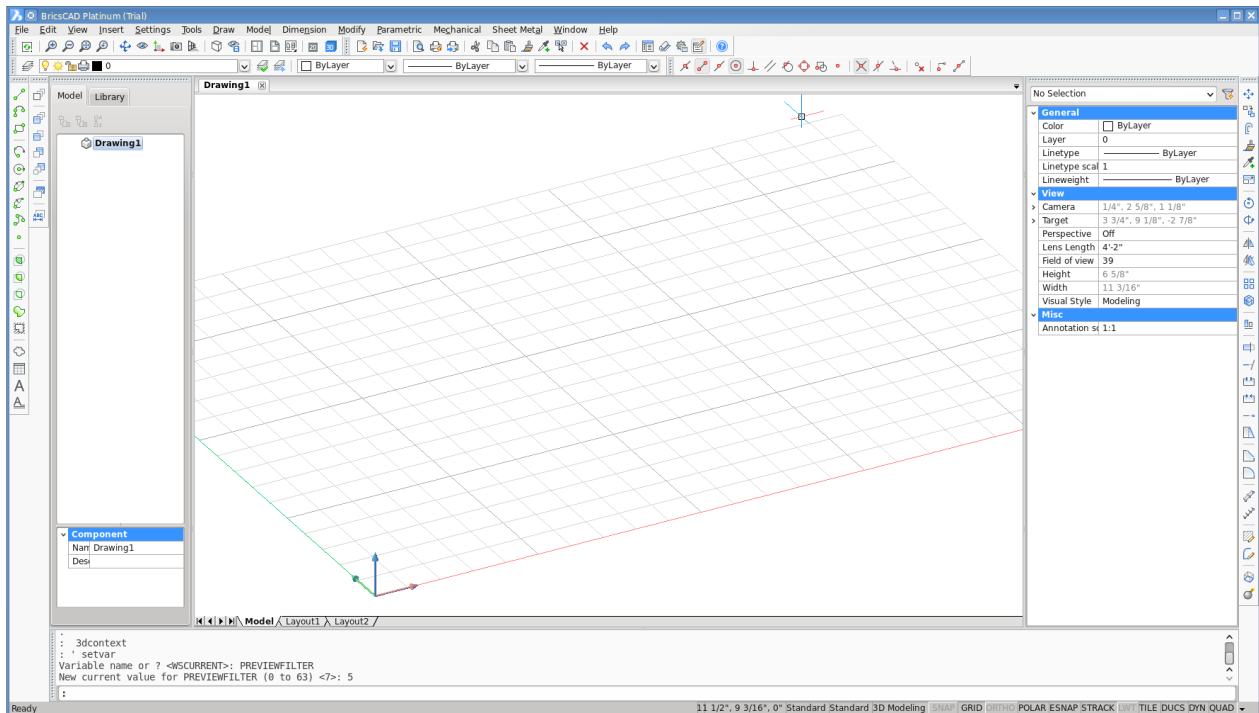 BricsCAD Platinum (Trial)
File Edit View Insert Settings Tools Draw Model Dimension Modify Parametric Mechanical Sheet Metal Window Help
0 ByLayer ByLayer ByLayer
Model Library
Drawing1
Drawing1
No Selection
General
Color ByLayer
Layer 0
Linetype ByLayer
Linetype scal 1
Lineweight ByLayer
View
Camera 1/4", 2 5/8", 1 1/8"
Target 3 3/4", 9 1/8", -2 7/8"
Perspective Off
Lens Length 4'-2"
Field of view 39
Height 6 5/8"
Width 11 3/16"
Visual Style Modeling
Misc
Annotation s 1:1
ABC
A
A
Component
Nam Drawing1
Des
Model Layout1 Layout2
:
: 3dcontext
: ' setvar
Variable name or ? <WSCURRENT>: PREVIEWFILTER
New current value for PREVIEWFILTER (0 to 63) <7>: 5
:
Ready 11 1/2", 9 3/16", 0" Standard Standard 3D Modeling SNAP GRID ORTHO POLAR ESNAP STRACK LWT TILE DUCS DYN QUAD